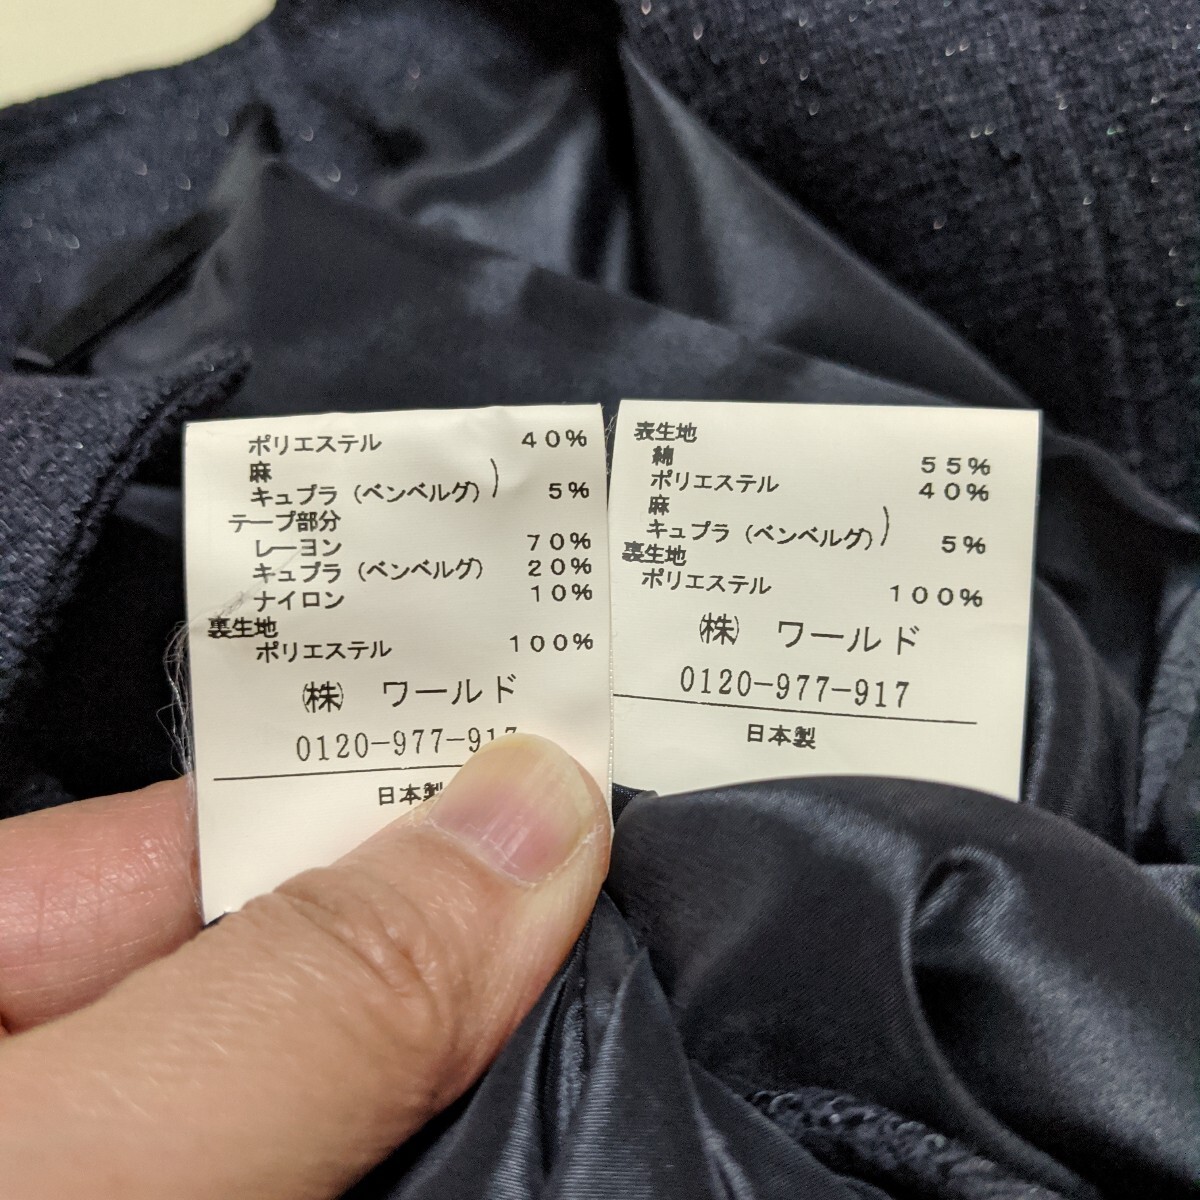 ポリエステル 40%
麻
キュプラ（ベンベルグ）) 5%
テープ部分
レーヨン 70%
キュプラ（ベンベルグ） 20%
ナイロン 10%
裏生地
ポリエステル 100%
㈱ ワールド
0120-977-917
日本製
表生地
綿 55%
ポリエステル 40%
麻
キュプラ（ベンベルグ）) 5%
裏生地
ポリエステル 100%
㈱ ワールド
0120-977-917
日本製